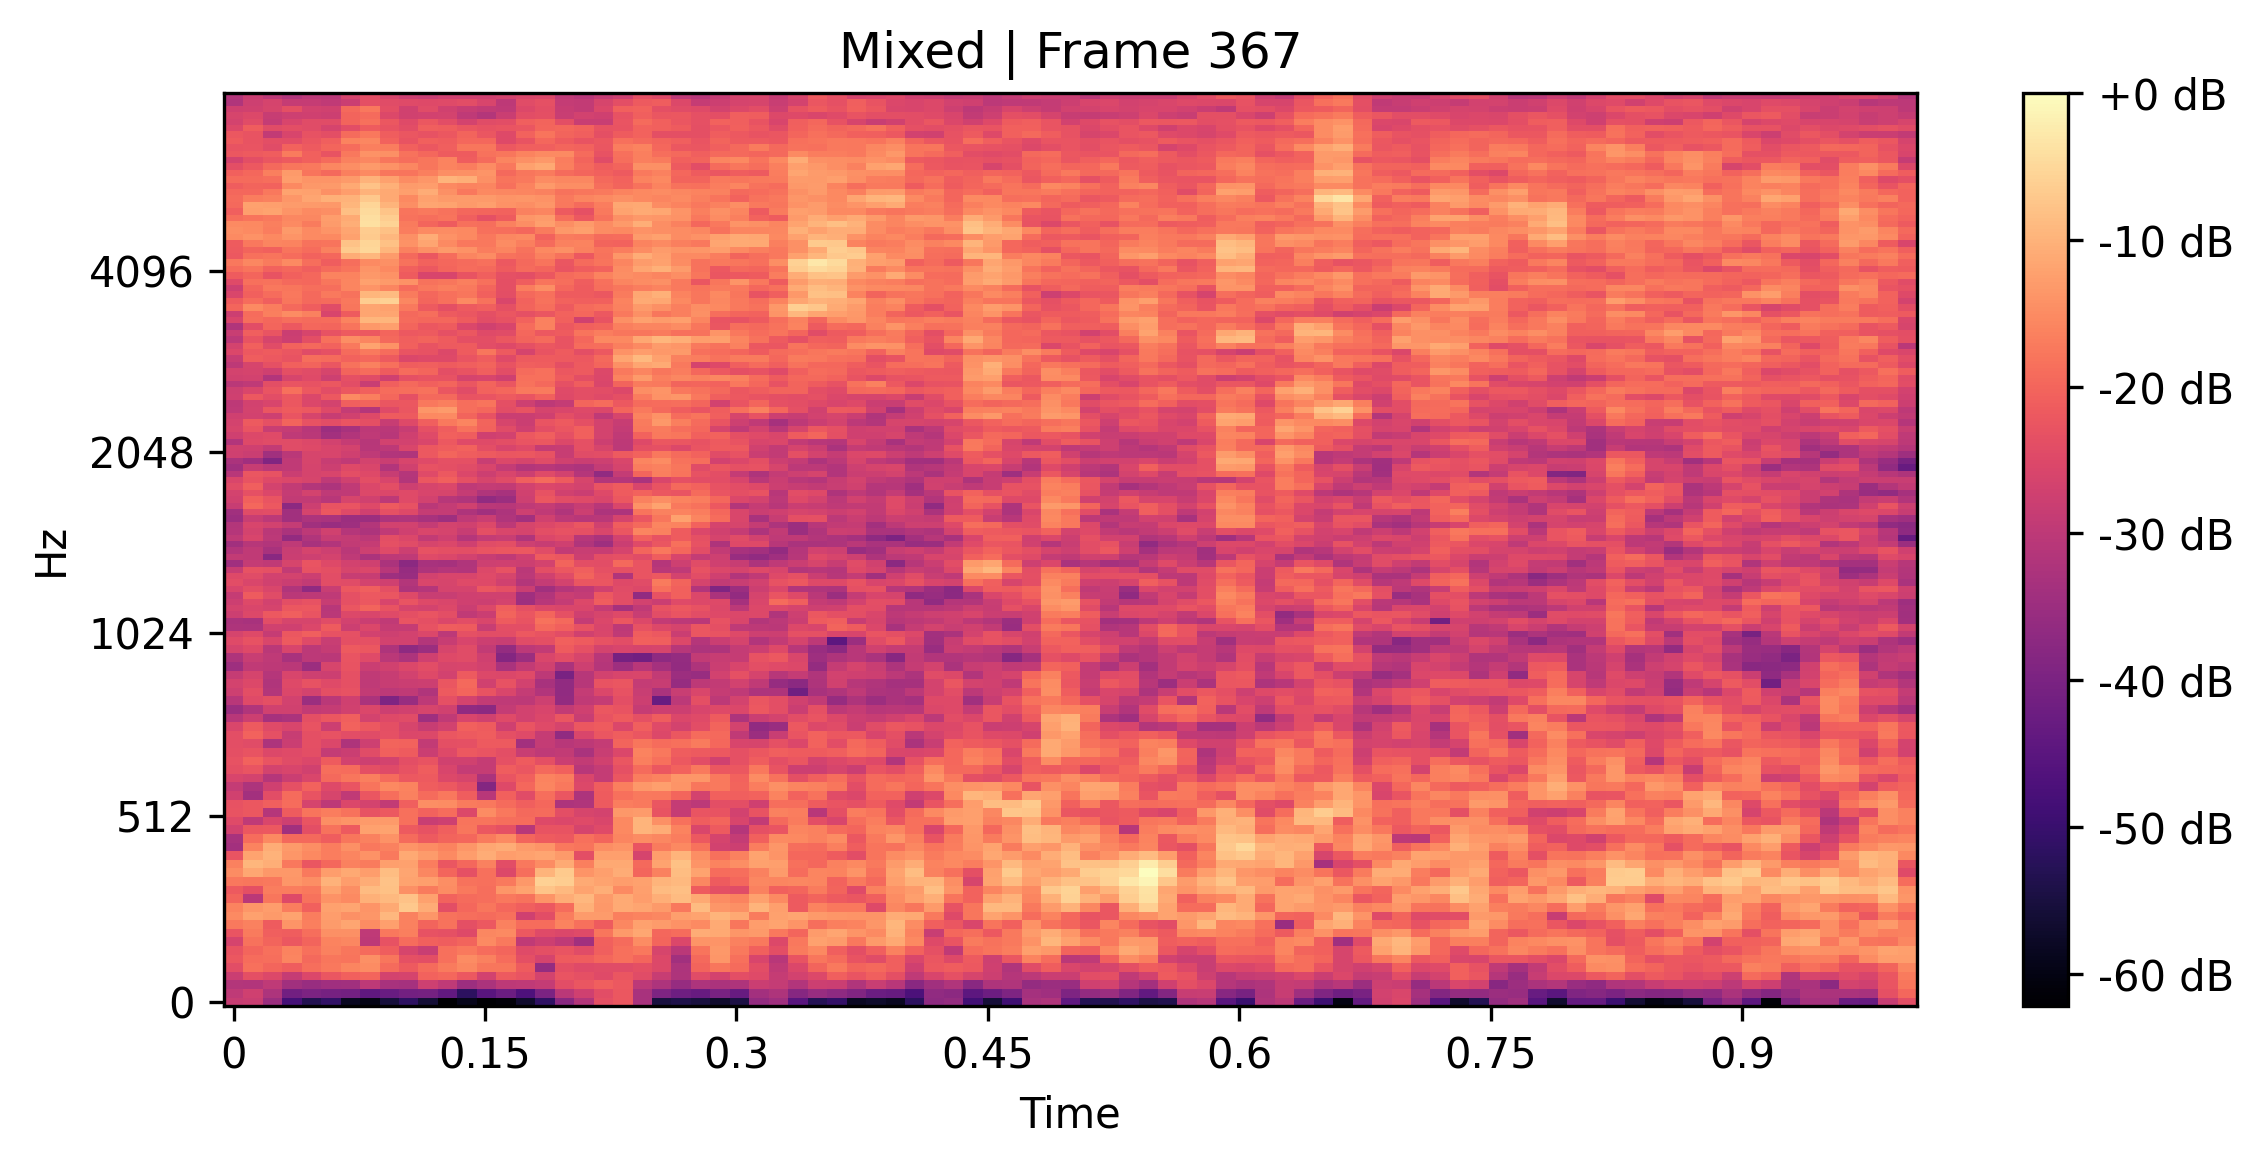 Mixed | Frame 367
+0 dB
-10 dB
-20 dB
-30 dB
-40 dB
-50 dB
-60 dB
Hz
4096
2048
1024
512
0
0 0.15 0.3 0.45 0.6 0.75 0.9
Time